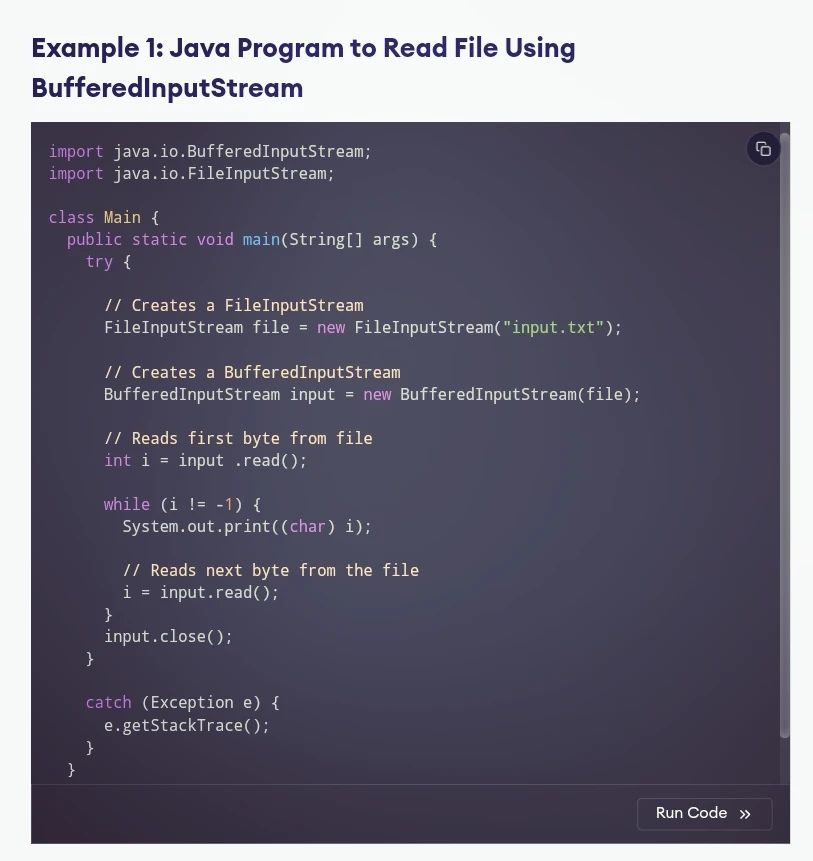 Example 1: Java Program to Read File Using
BufferedInputStream
import java.io.BufferedInputStream;
import java.io.FileInputStream;
class Main {
public static void main(String[] args) {
try {
// Creates a FileInputStream
FileInputStream file = new FileInputStream("input.txt");
// Creates a BufferedInputStream
BufferedInputStream input = new BufferedInputStream(file);
// Reads first byte from file
int i = input .read();
while (i != -1) {
System.out.print((char) i);
// Reads next byte from the file
i = input.read();
}
input.close();
}
catch (Exception e) {
e.getStackTrace();
}
}
Run Code »